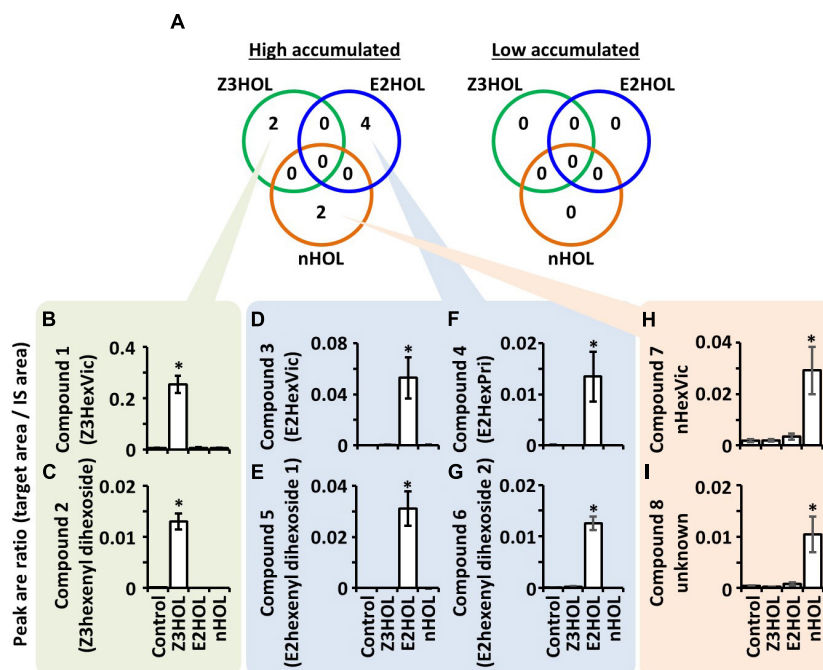 A
High accumulated
Low accumulated
Z3HOL
E2HOL
2
0
4
0
0
0
2
nHOL
Z3HOL
E2HOL
0
0
0
0
0
0
0
nHOL
Peak are ratio (target area / IS area)
B
Compound 1
(Z3HexVic)
0.4
0.2
0
*
C
Compound 2
(Z3hexenyl dihexoside)
0.02
0.01
0
*
Control
Z3HOL
E2HOL
nHOL
D
Compound 3
(E2HexVic)
0.08
0.04
0
*
E
Compound 5
(E2hexenyl dihexoside 1)
0.04
0.02
0
*
Control
Z3HOL
E2HOL
nHOL
F
Compound 4
(E2HexPri)
0.02
0.01
0
*
G
Compound 6
(E2hexenyl dihexoside 2)
0.02
0.01
0
*
Control
Z3HOL
E2HOL
nHOL
H
Compound 7
nHexVic
0.04
0.02
0
*
I
Compound 8
unknown
0.02
0.01
0
*
Control
Z3HOL
E2HOL
nHOL